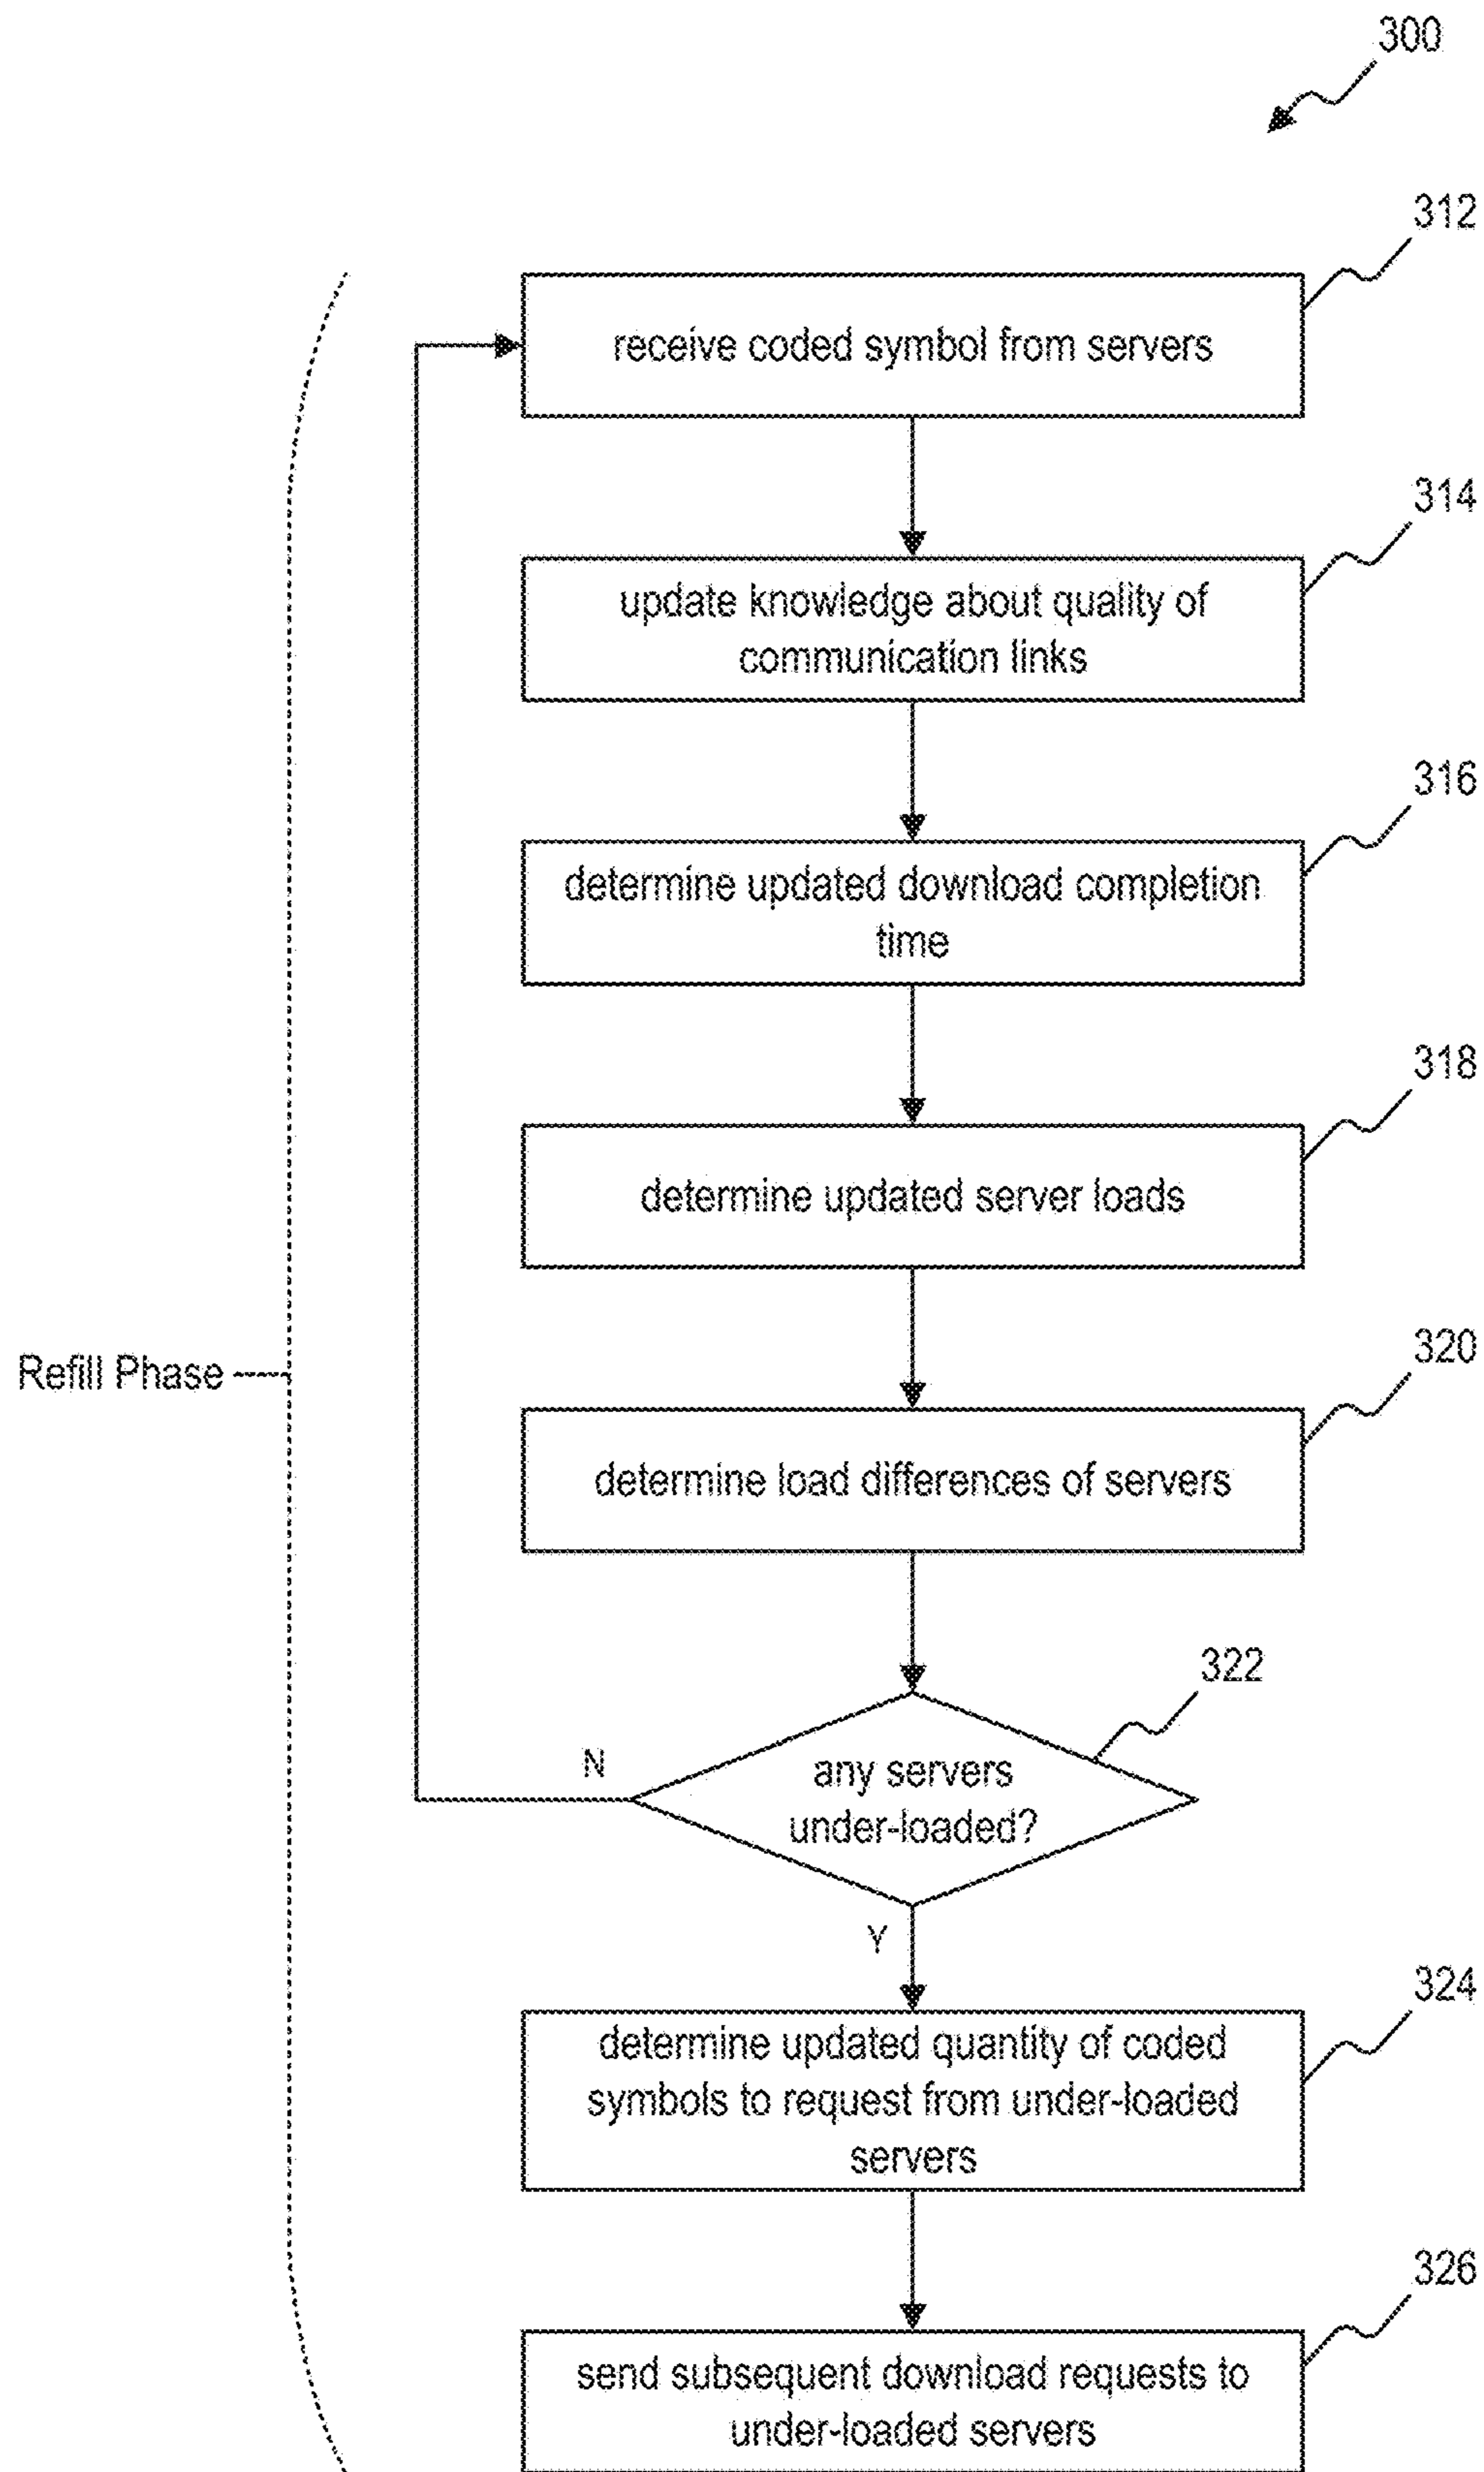 300
312
receive coded symbol from servers
314
update knowledge about quality of
communication links
316
determine updated download completion
time
318
determine updated server loads
320
Refill Phase
determine load differences of servers
322
N
any servers
under-loaded?
Y
324
determine updated quantity of coded
symbols to request from under-loaded
servers
326
send subsequent download requests to
under-loaded servers